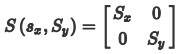 S (s_x, S_y) = [ S_x 0
0 S_y ]